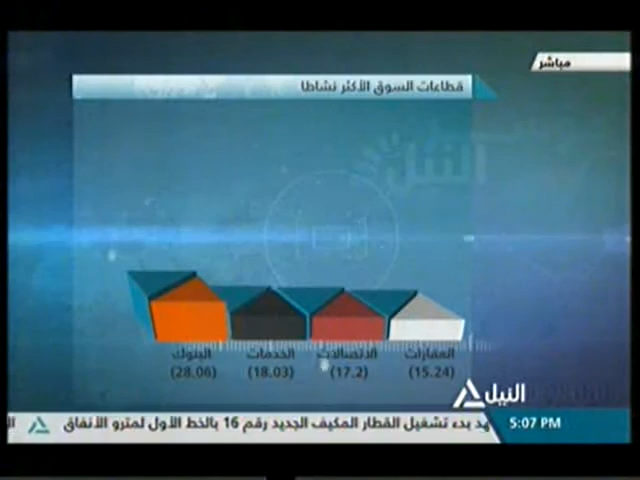 مباشر
قطاعات السوق الأكثر نشاطا
النيل
البنوك الخدمات الاتصالات العقارات
(28.06) (18.03) (17.2) (15.24)
النيل
بدء تشغيل القطار المكيف الجديد رقم 16 بالخط الأول لمترو الأنفاق
5:07 PM